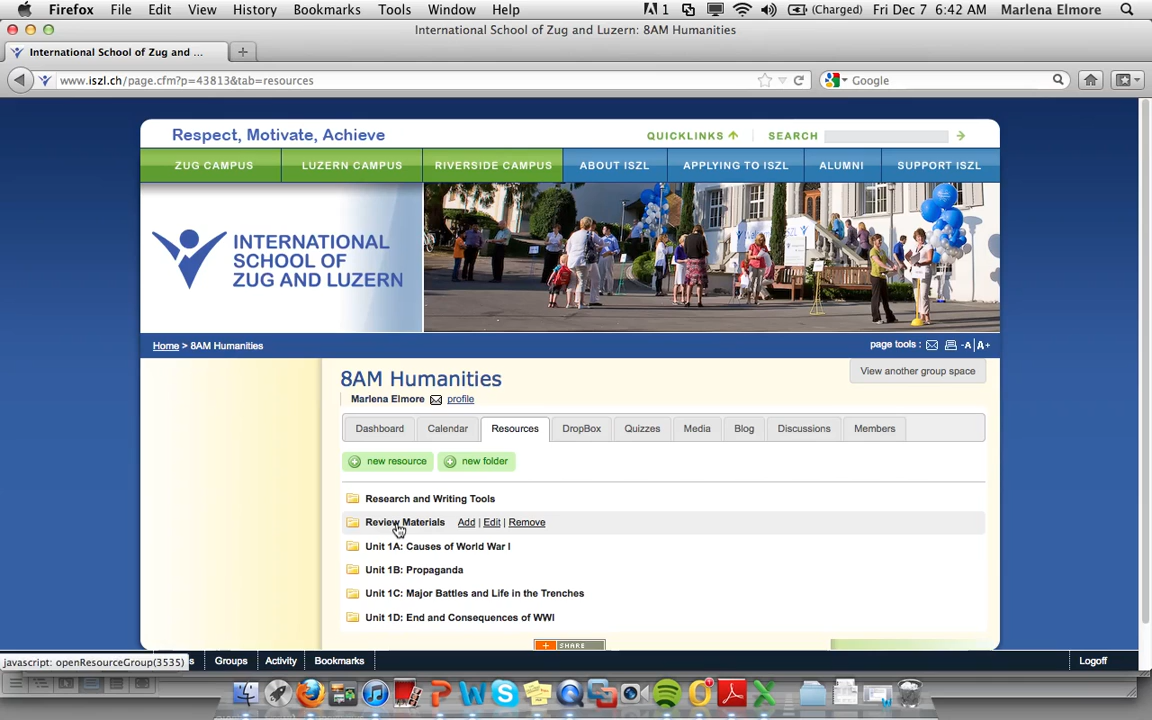 Firefox File Edit View History Bookmarks Tools Window Help 1 (Charged) Fri Dec 7 6:42 AM Marlena Elmore
International School of Zug and Luzern: 8AM Humanities
International School of Zug and ...
www.iszl.ch/page.cfm?p=43813&tab=resources Google
Respect, Motivate, Achieve QUICKLINKS SEARCH
ZUG CAMPUS LUZERN CAMPUS RIVERSIDE CAMPUS ABOUT ISZL APPLYING TO ISZL ALUMNI SUPPORT ISZL
INTERNATIONAL
SCHOOL OF
ZUG AND LUZERN
Home > 8AM Humanities page tools : -A A+
8AM Humanities View another group space
Marlena Elmore profile
Dashboard Calendar Resources DropBox Quizzes Media Blog Discussions Members
new resource new folder
Research and Writing Tools
Review Materials Add | Edit | Remove
Unit 1A: Causes of World War I
Unit 1B: Propaganda
Unit 1C: Major Battles and Life in the Trenches
Unit 1D: End and Consequences of WWI
SHARE
javascript: openResourceGroup(3535) s Groups Activity Bookmarks Logoff